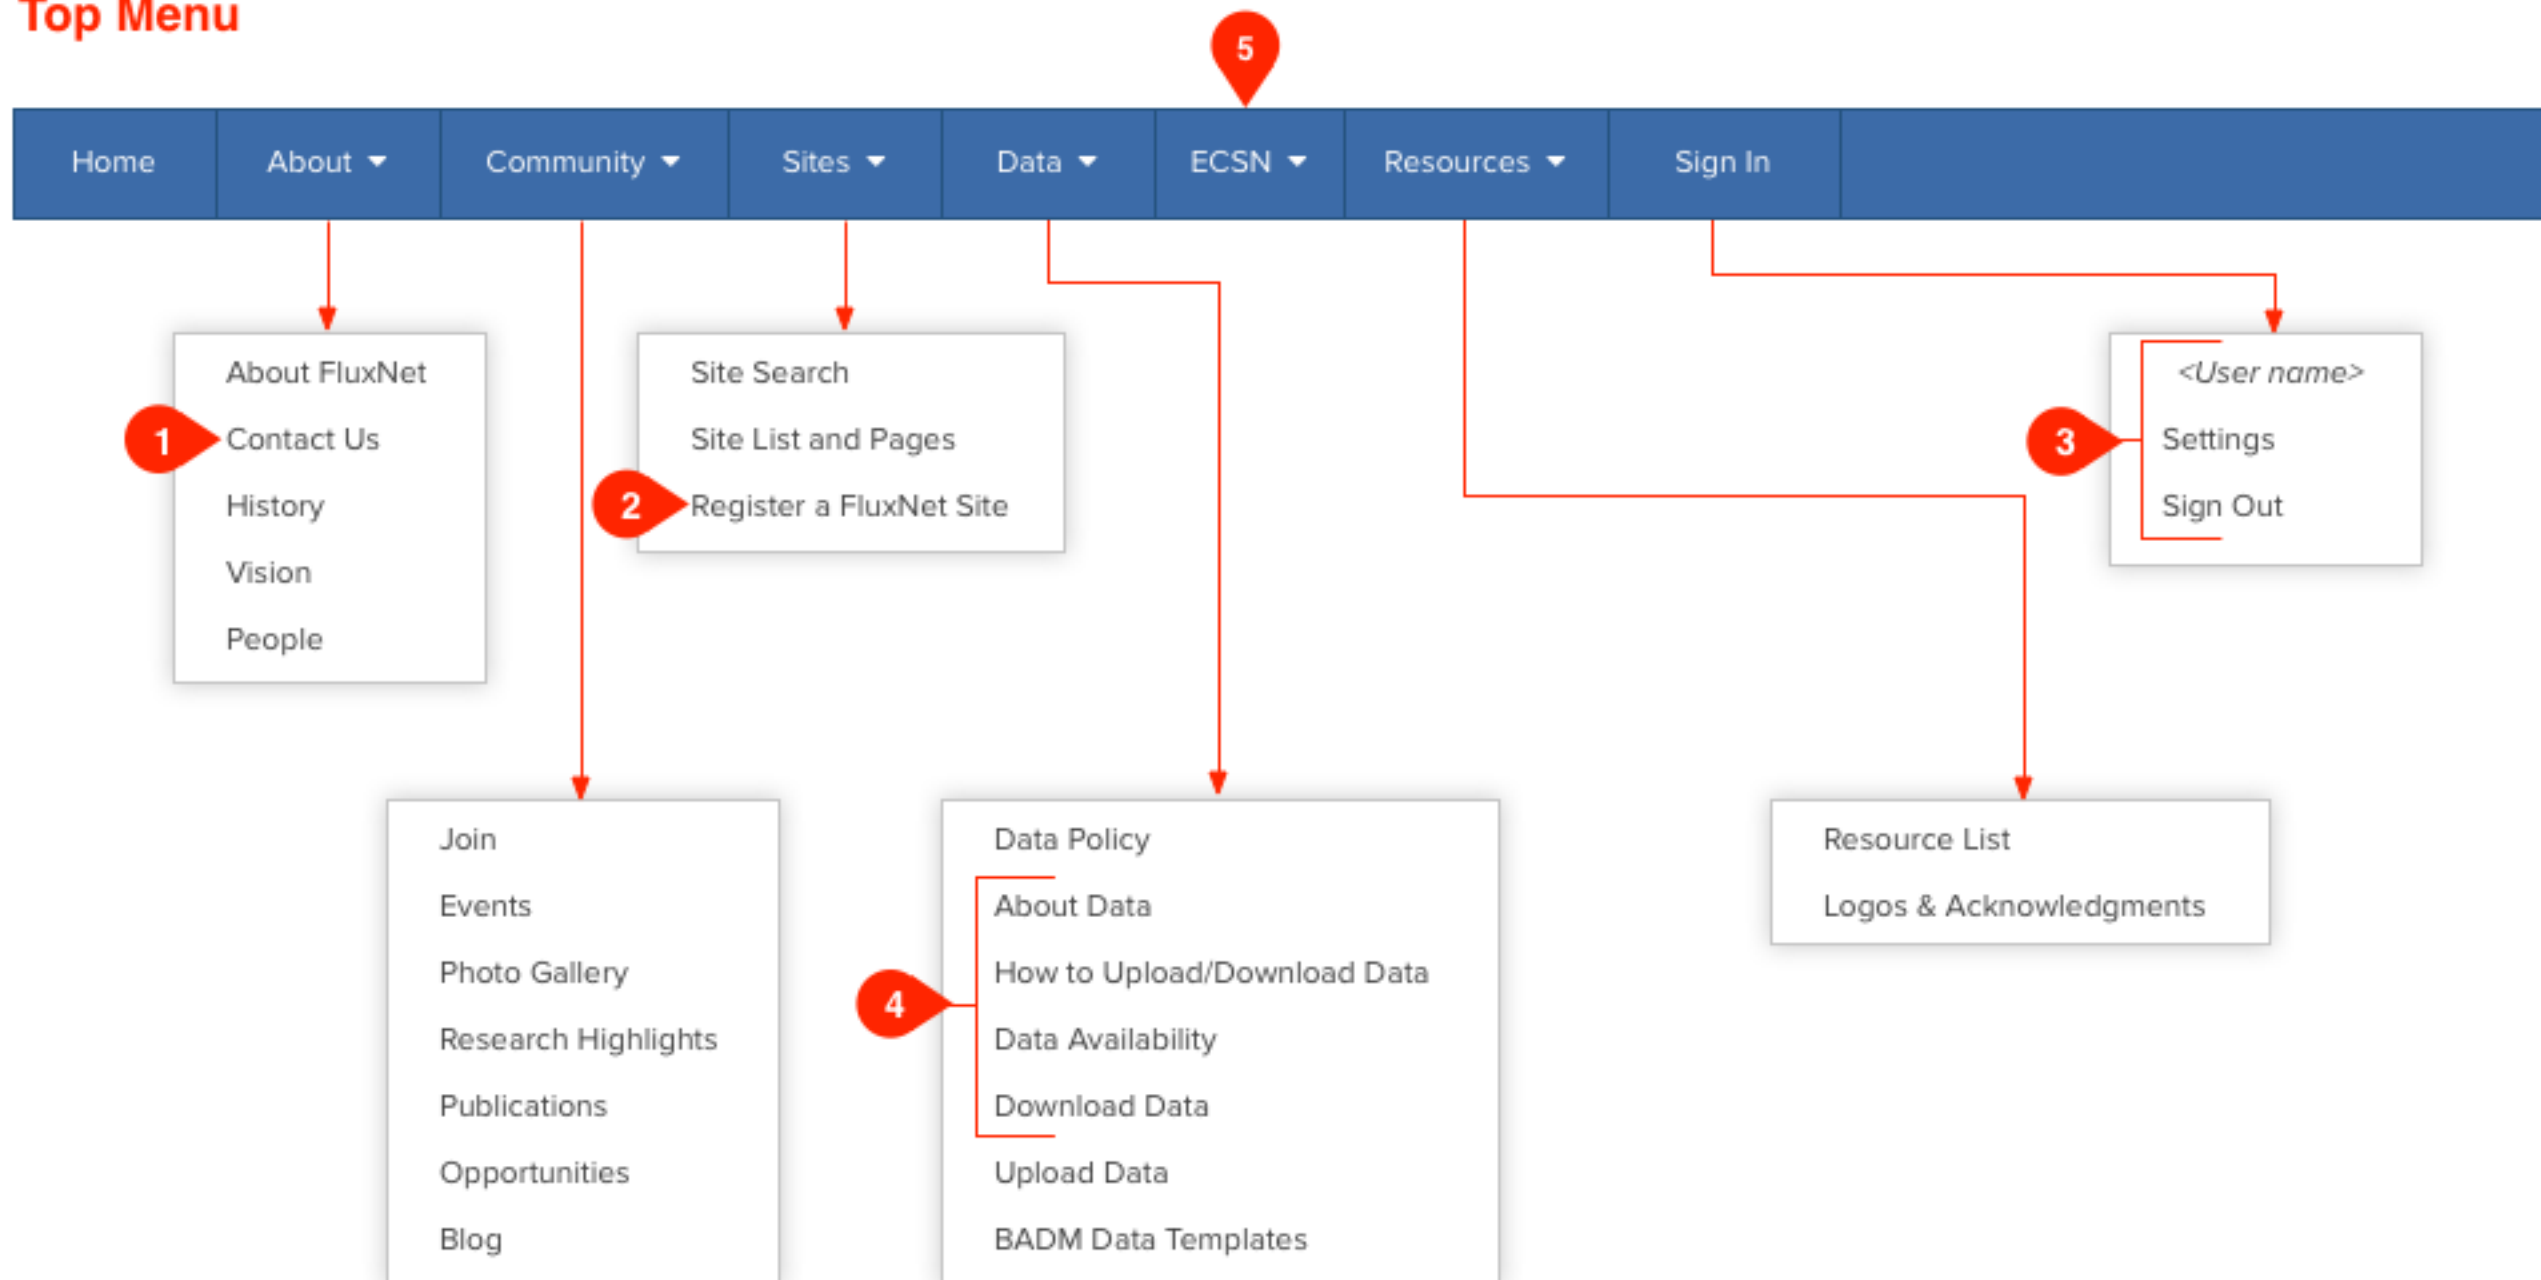 Top Menu
5
Home
About
Community
Sites
Data
ECSN
Resources
Sign In
About FluxNet
1
Contact Us
History
Vision
People
Site Search
Site List and Pages
2
Register a FluxNet Site
<User name>
3
Settings
Sign Out
Join
Events
Photo Gallery
Research Highlights
Publications
Opportunities
Blog
Data Policy
About Data
How to Upload/Download Data
4
Data Availability
Download Data
Upload Data
BADM Data Templates
Resource List
Logos & Acknowledgments